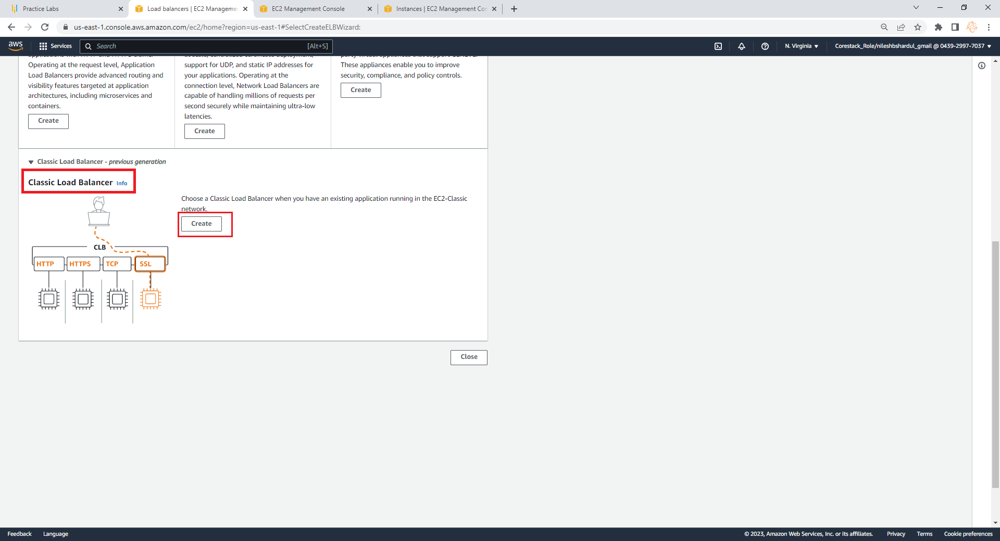 Practice Labs
Load balancers | EC2 Manageme
EC2 Management Console
Instances | EC2 Management Con
us-east-1.console.aws.amazon.com/ec2/home?region=us-east-1#SelectCreateELBWizard:
aws
Services
Search
[Alt+S]
N. Virginia
Corestack_Role/nileshbshardul_gmail @ 0439-2997-7037
Operating at the request level, Application
Load Balancers provide advanced routing and
visibility features targeted at application
architectures, including microservices and
containers.
Create
support for UDP, and static IP addresses for
your applications. Operating at the
connection level, Network Load Balancers are
capable of handling millions of requests per
second securely while maintaining ultra-low
latencies.
Create
These appliances enable you to improve
security, compliance, and policy controls.
Create
Classic Load Balancer - previous generation
Classic Load Balancer Info
Choose a Classic Load Balancer when you have an existing application running in the EC2-Classic
network.
Create
CLB
HTTP
HTTPS
TCP
SSL
Close
Feedback
Language
© 2023, Amazon Web Services, Inc. or its affiliates.
Privacy
Terms
Cookie preferences